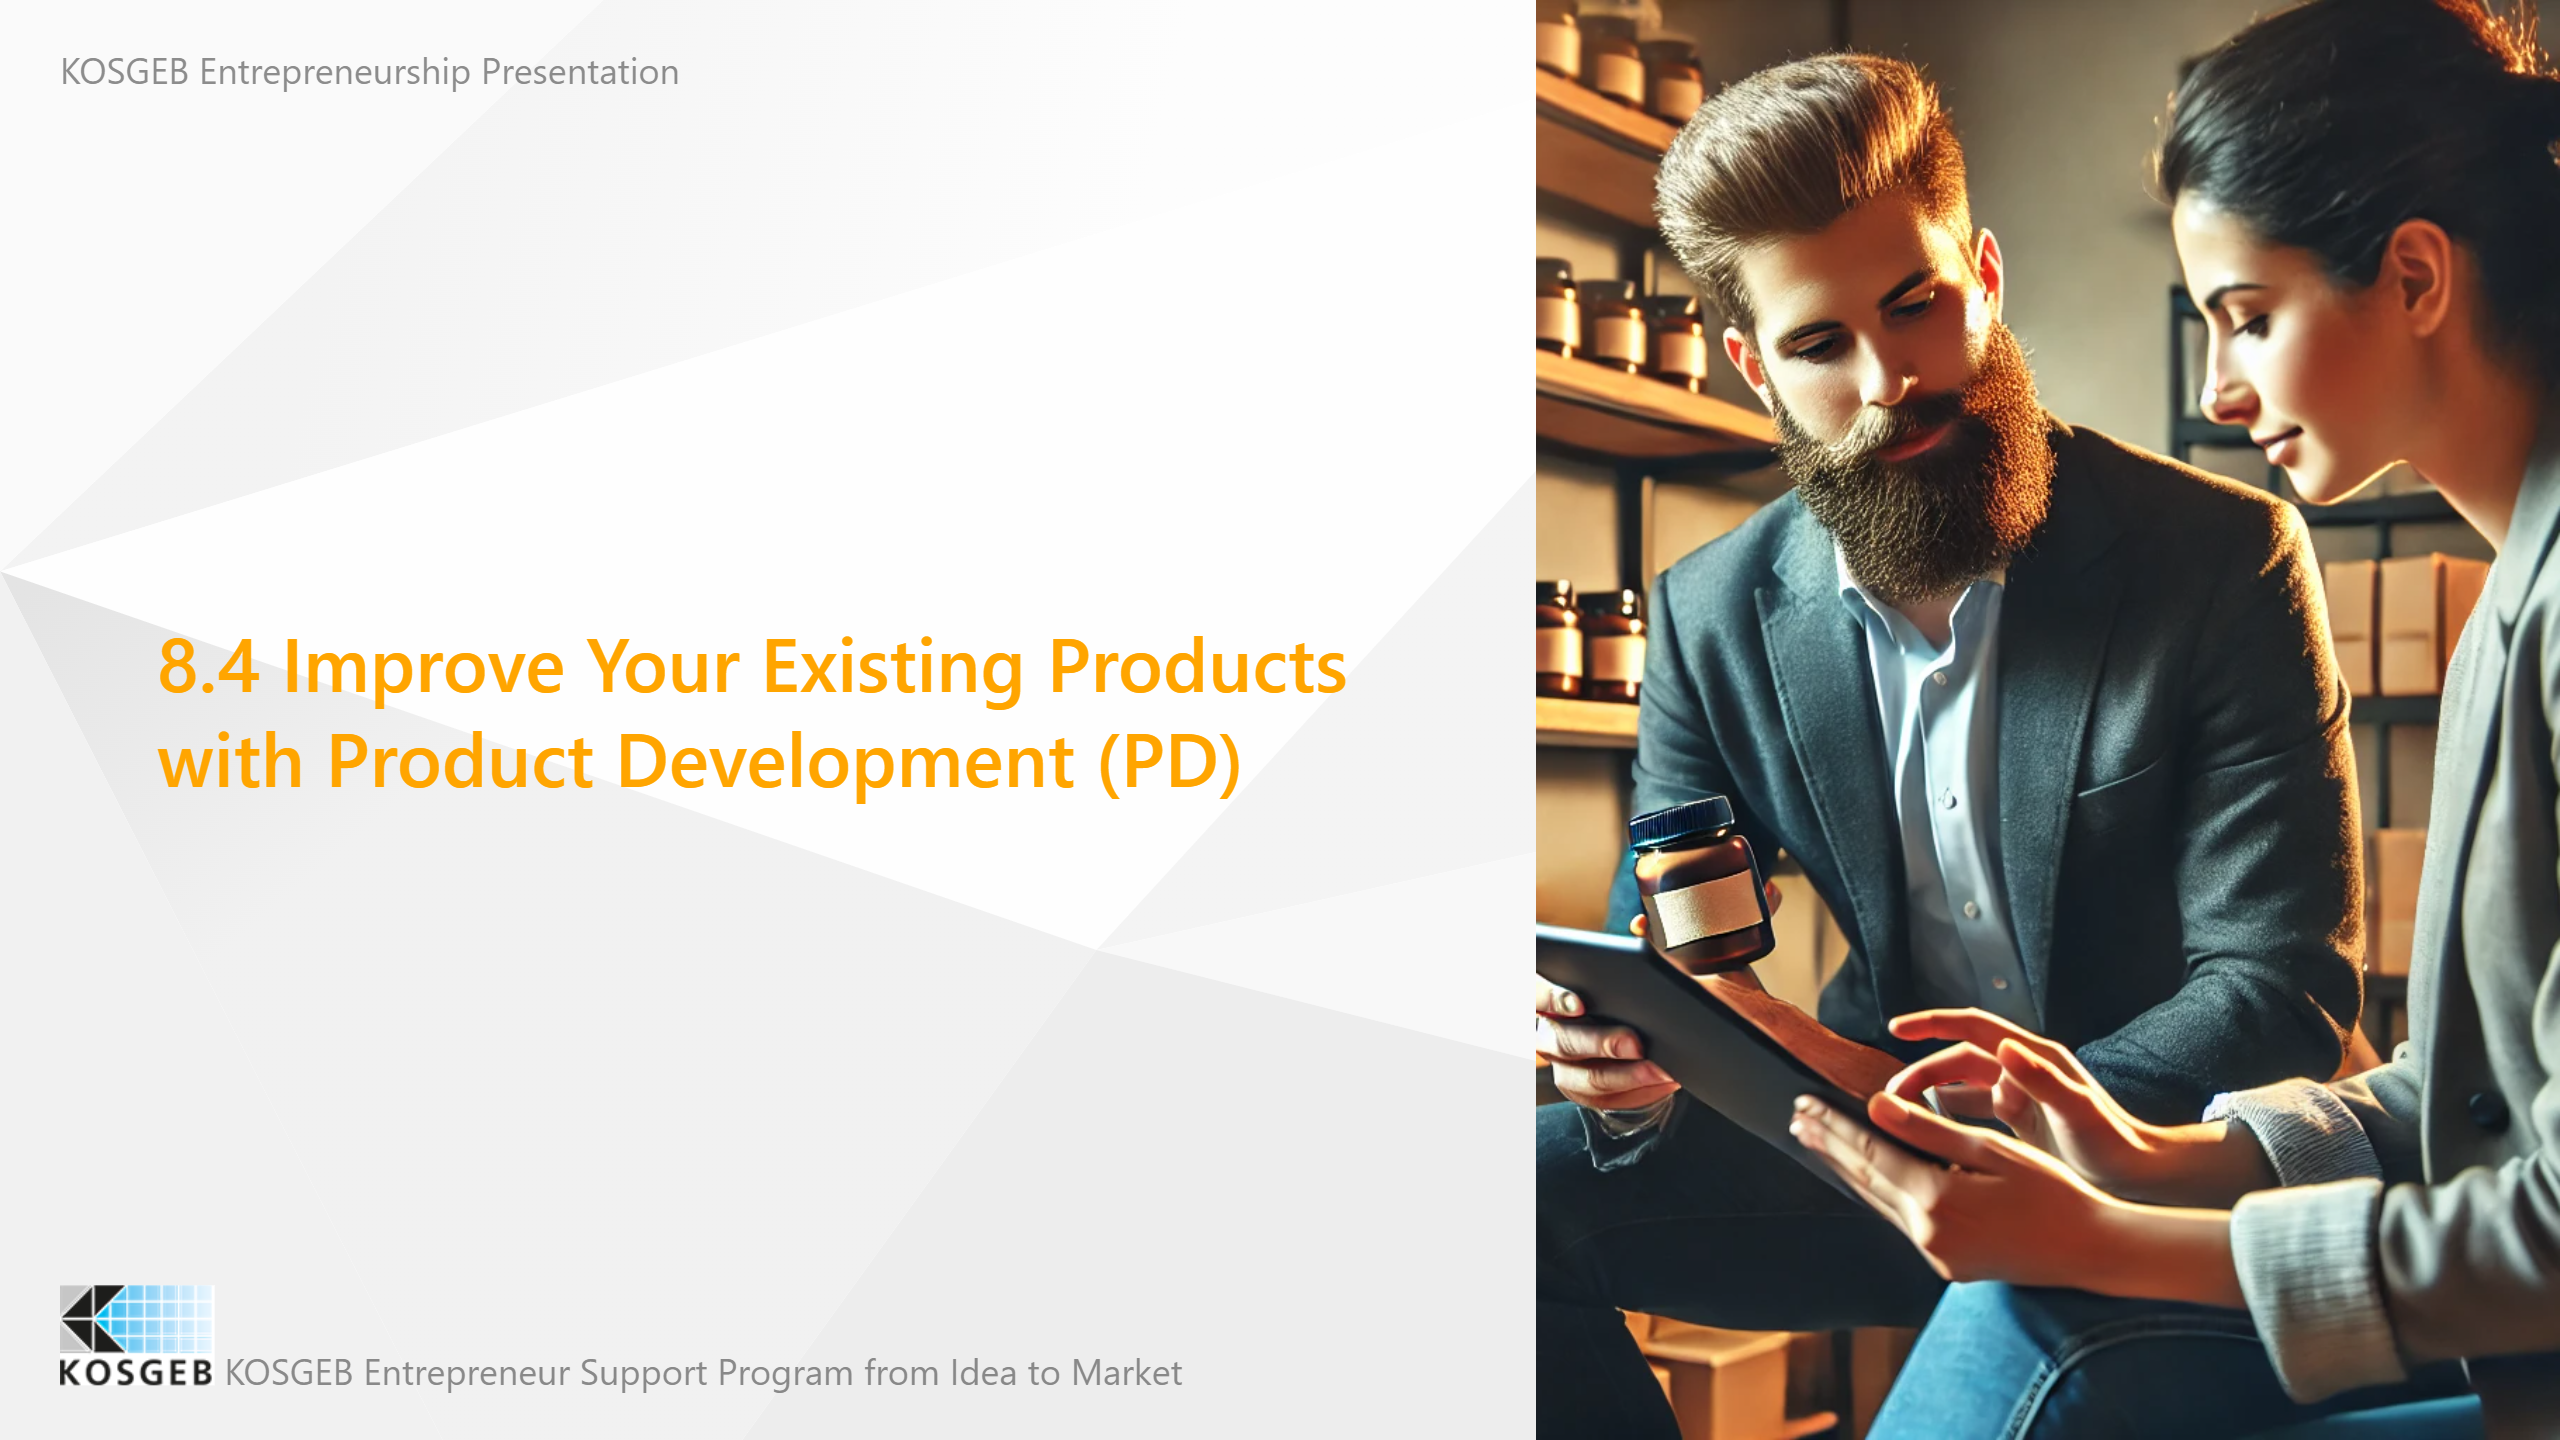 KOSGEB Entrepreneurship Presentation
8.4 Improve Your Existing Products
with Product Development (PD)
KOSGEB
KOSGEB Entrepreneur Support Program from Idea to Market